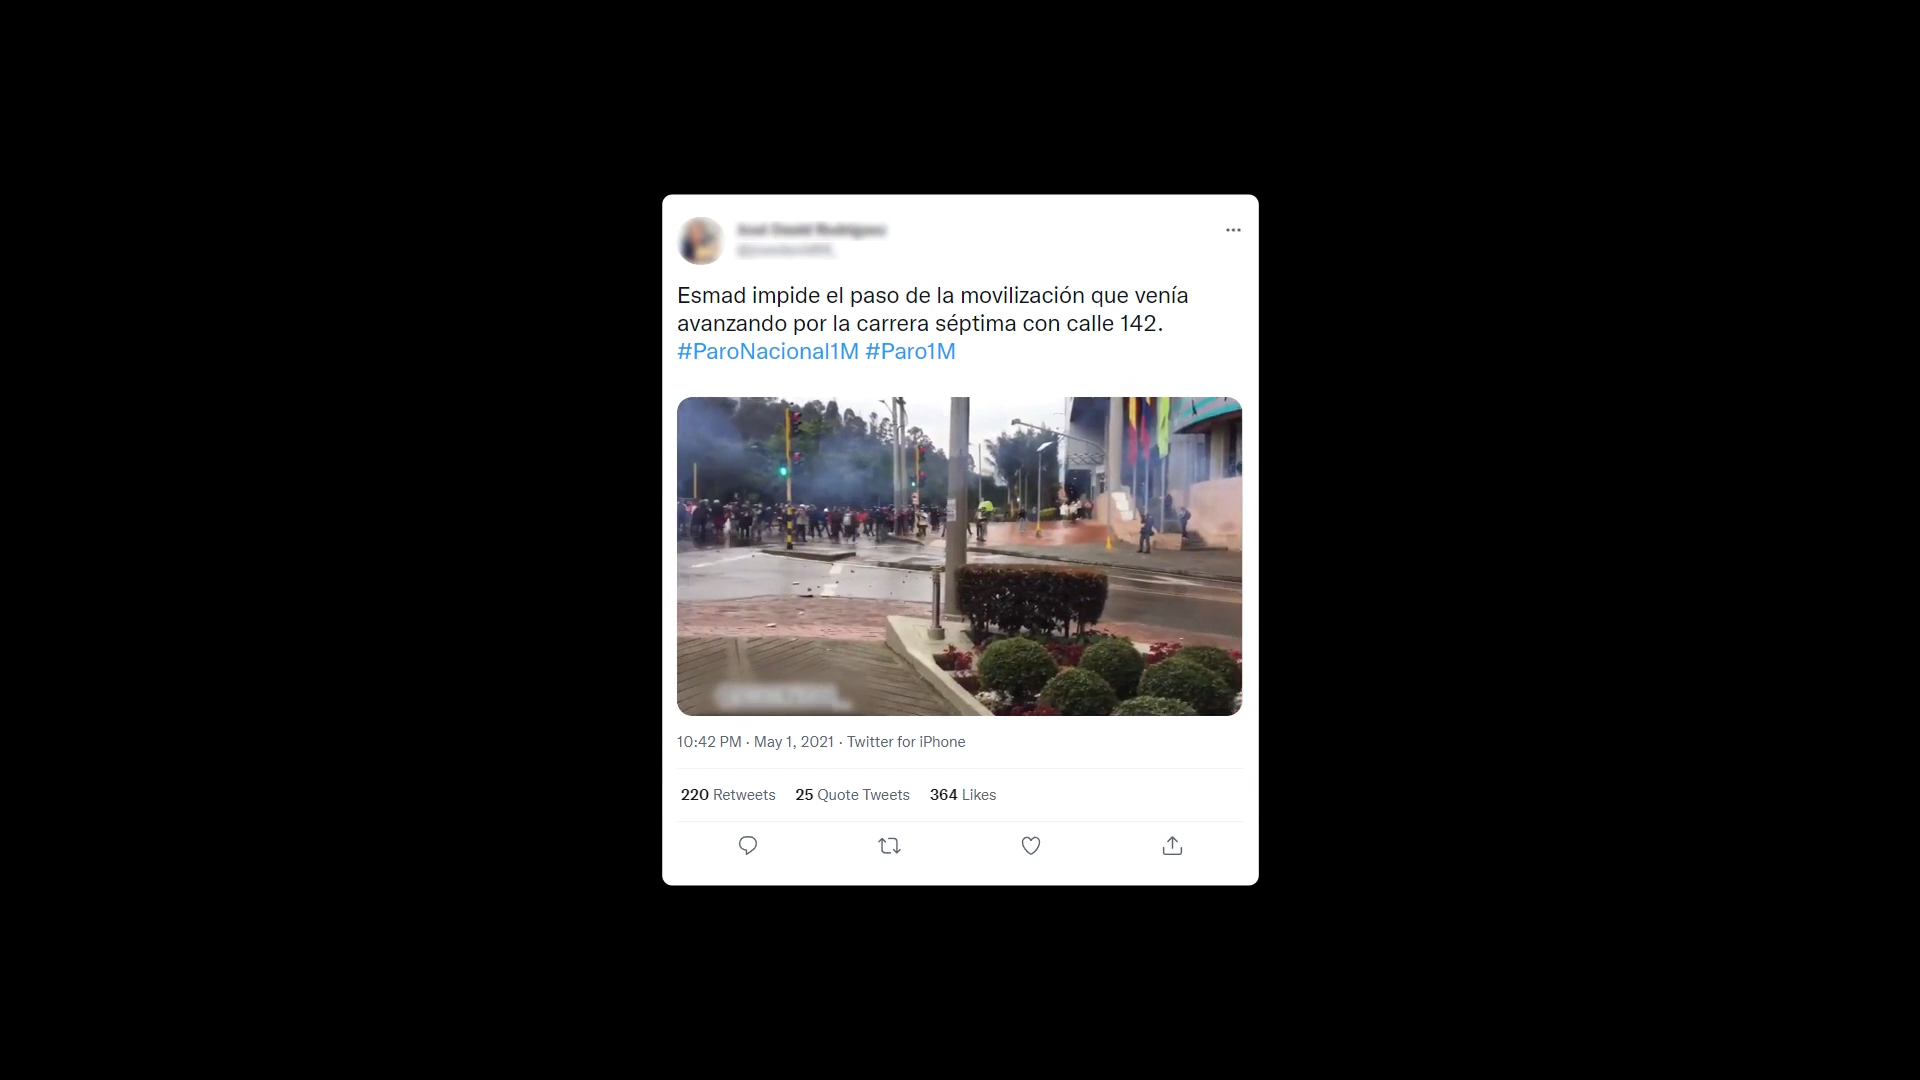 Esmad impide el paso de la movilización que venía
avanzando por la carrera séptima con calle 142.
#ParoNacional1M #Paro1M
10:42 PM · May 1, 2021 · Twitter for iPhone
220 Retweets 25 Quote Tweets 364 Likes